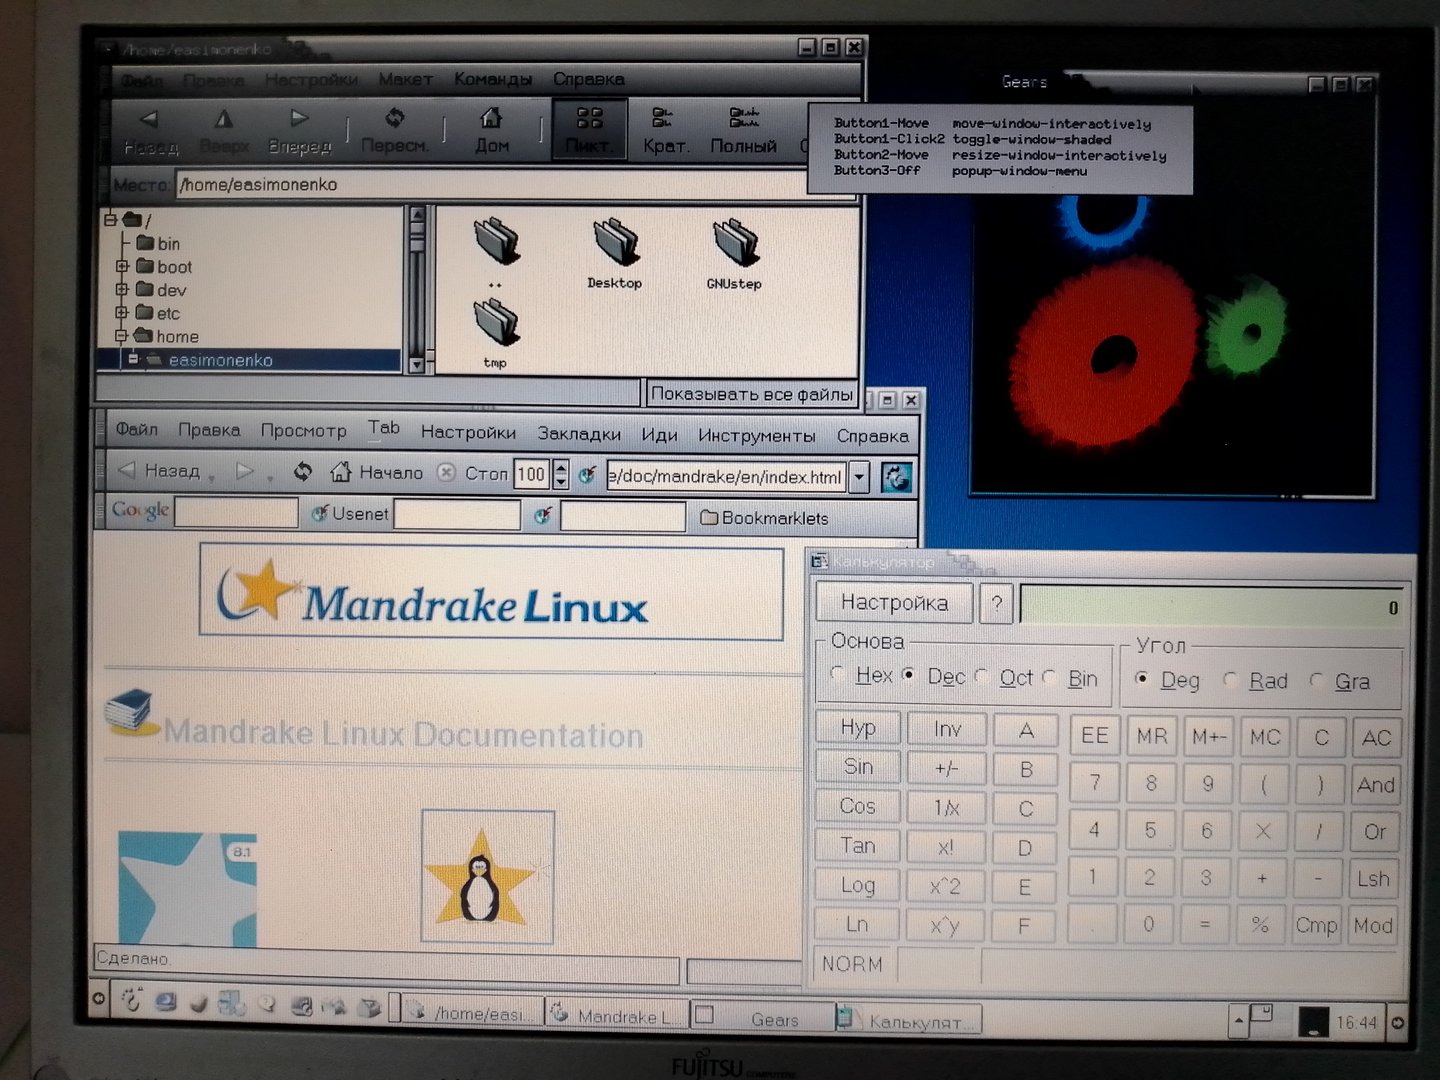 /home/easimonenko
Файл Правка Настройки Макет Команды Справка
Назад Вверх Вперед Пересм. Дом Пикт. Крат. Полный
Место: /home/easimonenko
/
bin
boot
dev
etc
home
easimonenko
..
Desktop
GNUstep
tmp
Показывать все файлы
Gears
Button1-Move move-window-interactively
Button1-Click2 toggle-window-shaded
Button2-Move resize-window-interactively
Button3-Off popup-window-menu
Файл Правка Просмотр Tab Настройки Закладки Иди Инструменты Справка
Назад Начало Стоп 100 e/doc/mandrake/en/index.html
Google Usenet Bookmarklets
Mandrake Linux
Mandrake Linux Documentation
8.1
Сделано.
Калькулятор
Настройка ? 0
Основа Угол
Hex Dec Oct Bin Deg Rad Gra
Hyp Inv A EE MR M+- MC C AC
Sin +/- B 7 8 9 ( ) And
Cos 1/x C 4 5 6 X / Or
Tan x! D 1 2 3 + - Lsh
Log x^2 E . 0 = % Cmp Mod
Ln x^y F
NORM
/home/easi... Mandrake L... Gears Калькулят... 16:44
FUJITSU COMPUTERS